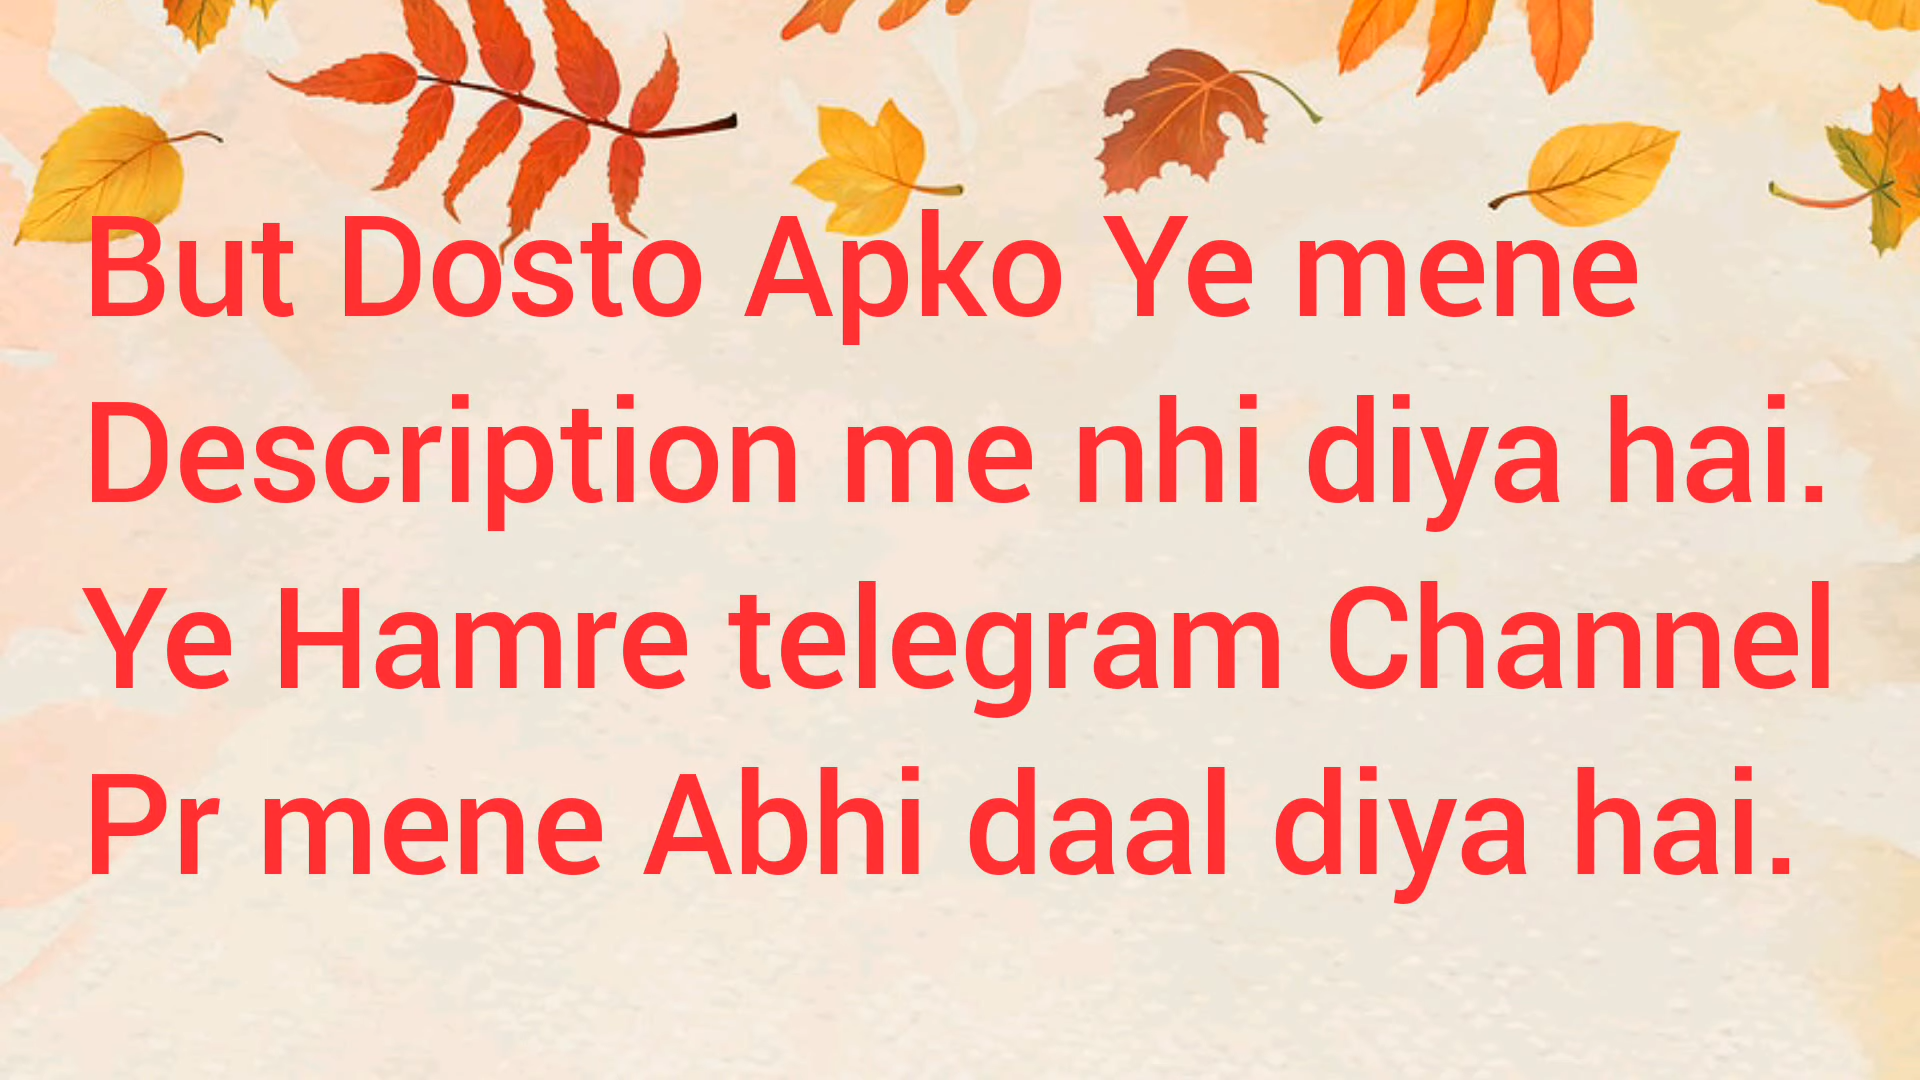 But Dosto Apko Ye mene
Description me nhi diya hai.
Ye Hamre telegram Channel
Pr mene Abhi daal diya hai.